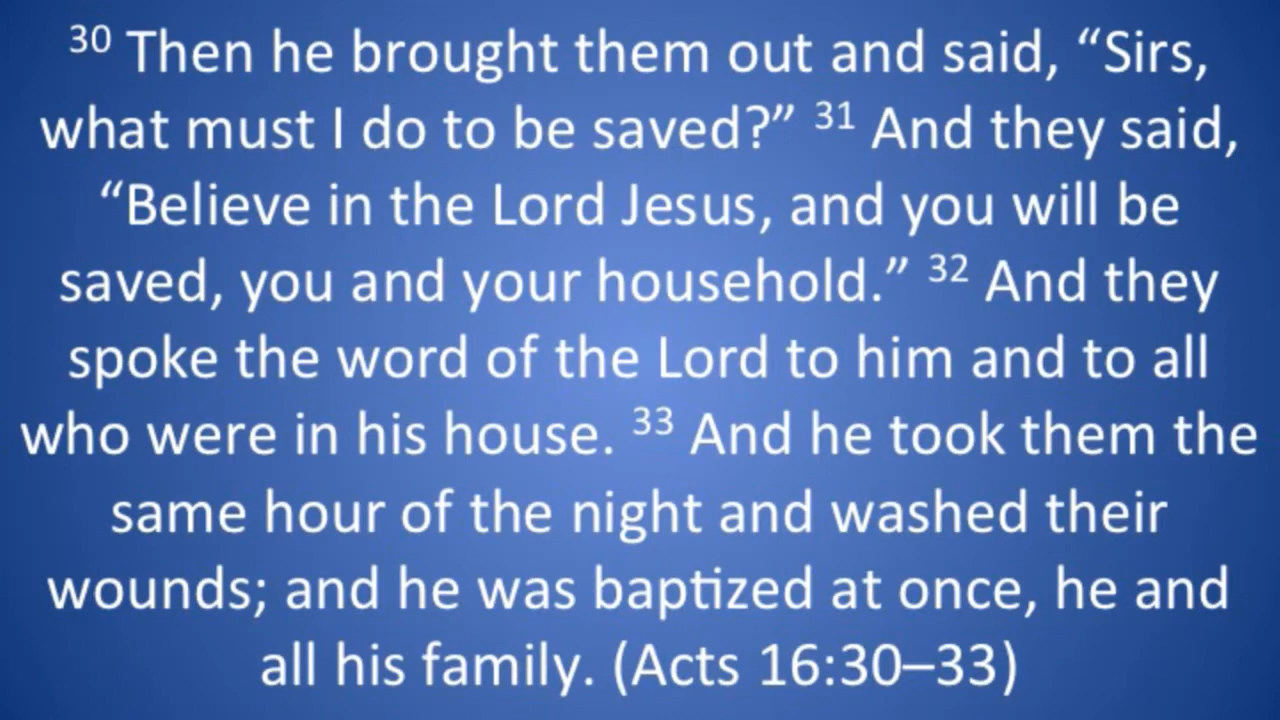 30 Then he brought them out and said, “Sirs,
what must I do to be saved?” 31 And they said,
“Believe in the Lord Jesus, and you will be
saved, you and your household.” 32 And they
spoke the word of the Lord to him and to all
who were in his house. 33 And he took them the
same hour of the night and washed their
wounds; and he was baptized at once, he and
all his family. (Acts 16:30–33)